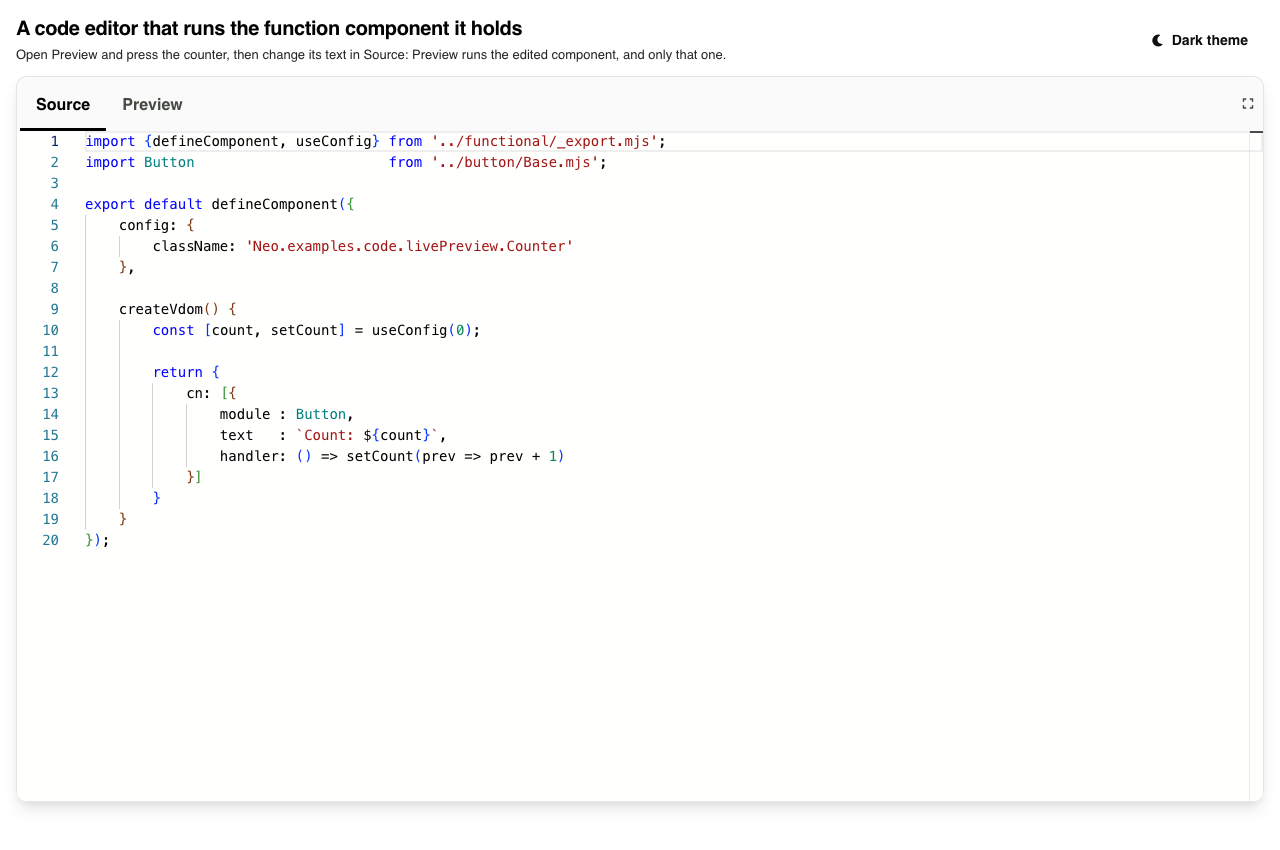 A code editor that runs the function component it holds
Open Preview and press the counter, then change its text in Source: Preview runs the edited component, and only that one.
Dark theme
Source Preview
1 import {defineComponent, useConfig} from '../functional/_export.mjs';
2 import Button                       from '../button/Base.mjs';
3
4 export default defineComponent({
5     config: {
6         className: 'Neo.examples.code.livePreview.Counter'
7     },
8
9     createVdom() {
10         const [count, setCount] = useConfig(0);
11
12         return {
13             cn: [{
14                 module : Button,
15                 text   : `Count: ${count}`,
16                 handler: () => setCount(prev => prev + 1)
17             }]
18         }
19     }
20 });